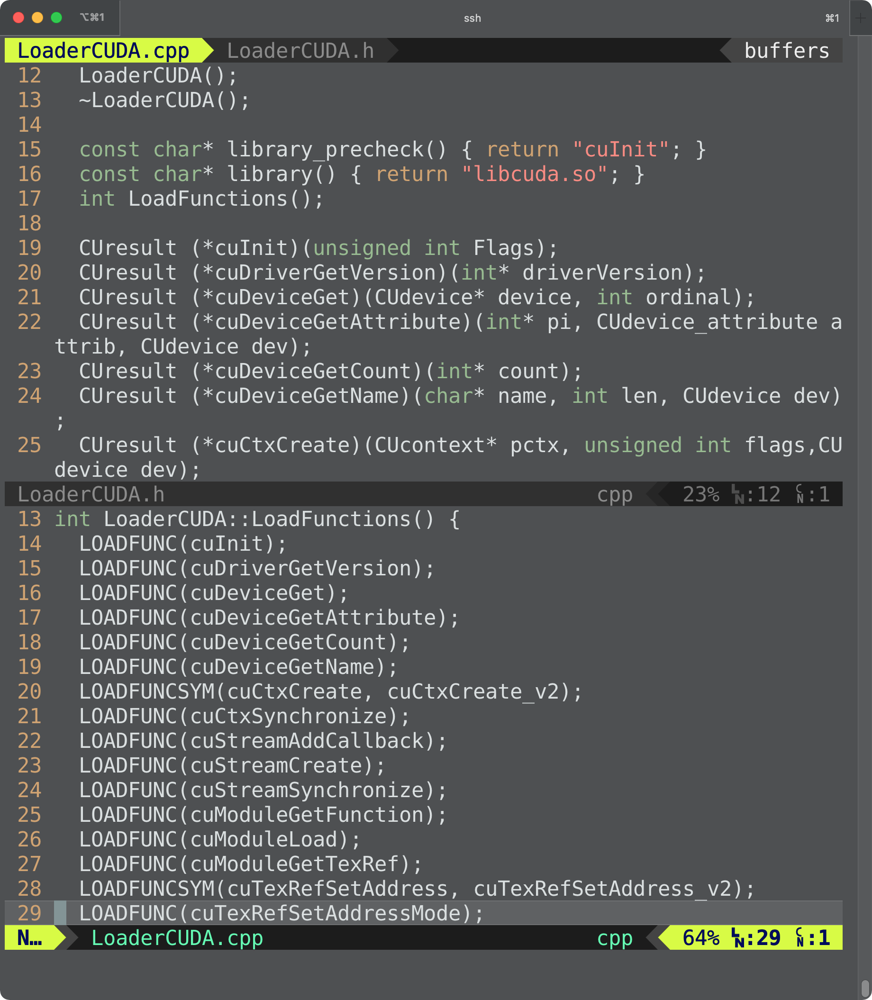 ⌥⌘1 ssh ⌘1 +
LoaderCUDA.cpp LoaderCUDA.h buffers
12 LoaderCUDA();
13 ~LoaderCUDA();
14
15 const char* library_precheck() { return "cuInit"; }
16 const char* library() { return "libcuda.so"; }
17 int LoadFunctions();
18
19 CUresult (*cuInit)(unsigned int Flags);
20 CUresult (*cuDriverGetVersion)(int* driverVersion);
21 CUresult (*cuDeviceGet)(CUdevice* device, int ordinal);
22 CUresult (*cuDeviceGetAttribute)(int* pi, CUdevice_attribute a
ttrib, CUdevice dev);
23 CUresult (*cuDeviceGetCount)(int* count);
24 CUresult (*cuDeviceGetName)(char* name, int len, CUdevice dev)
;
25 CUresult (*cuCtxCreate)(CUcontext* pctx, unsigned int flags,CU
device dev);
LoaderCUDA.h cpp 23% LN:12 CN:1
13 int LoaderCUDA::LoadFunctions() {
14 LOADFUNC(cuInit);
15 LOADFUNC(cuDriverGetVersion);
16 LOADFUNC(cuDeviceGet);
17 LOADFUNC(cuDeviceGetAttribute);
18 LOADFUNC(cuDeviceGetCount);
19 LOADFUNC(cuDeviceGetName);
20 LOADFUNCSYM(cuCtxCreate, cuCtxCreate_v2);
21 LOADFUNC(cuCtxSynchronize);
22 LOADFUNC(cuStreamAddCallback);
23 LOADFUNC(cuStreamCreate);
24 LOADFUNC(cuStreamSynchronize);
25 LOADFUNC(cuModuleGetFunction);
26 LOADFUNC(cuModuleLoad);
27 LOADFUNC(cuModuleGetTexRef);
28 LOADFUNCSYM(cuTexRefSetAddress, cuTexRefSetAddress_v2);
29 LOADFUNC(cuTexRefSetAddressMode);
N… LoaderCUDA.cpp cpp 64% LN:29 CN:1